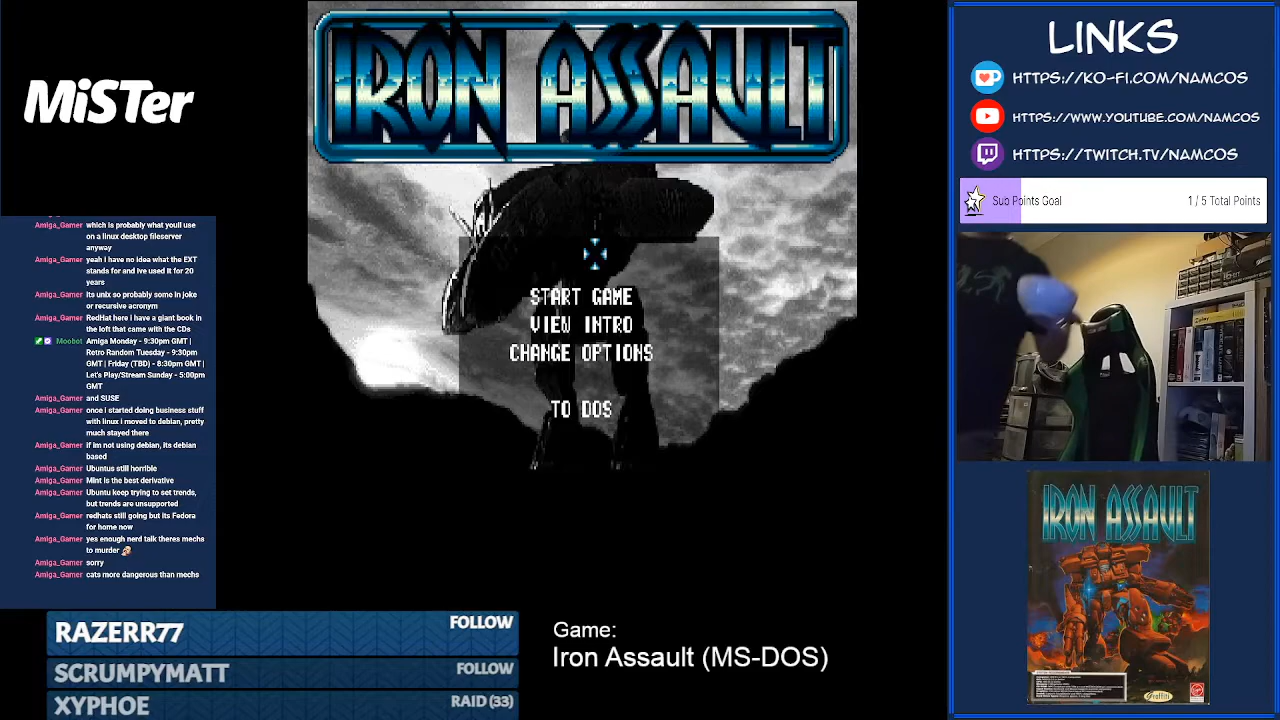 MiSTer
Amiga_Gamer which is probably what youll use
on a linux desktop fileserver
anyway
Amiga_Gamer yeah I have no idea what the EXT
stands for and ive used it for 20
years
Amiga_Gamer its unix so probably some in joke
or recursive acronym
Amiga_Gamer RedHat here i have a giant book in
the loft that came with the CDs
Moobot Amiga Monday - 9:30pm GMT |
Retro Random Tuesday - 9:30pm
GMT | Friday (TBD) - 8:30pm GMT |
Let's Play/Stream Sunday - 5:00pm
GMT
Amiga_Gamer and SUSE
Amiga_Gamer once i started doing business stuff
with linux i moved to debian, pretty
much stayed there
Amiga_Gamer if im not using debian, its debian
based
Amiga_Gamer Ubuntus still horrible
Amiga_Gamer Mint is the best derivative
Amiga_Gamer Ubuntu keep trying to set trends,
but trends are unsupported
Amiga_Gamer redhats still going but its Fedora
for home now
Amiga_Gamer yes enough nerd talk theres mechs
to murder
Amiga_Gamer sorry
Amiga_Gamer cats more dangerous than mechs
IRON ASSAULT
START GAME
VIEW INTRO
CHANGE OPTIONS
TO DOS
LINKS
HTTPS://KO-FI.COM/NAMCOS
HTTPS://WWW.YOUTUBE.COM/NAMCOS
HTTPS://TWITCH.TV/NAMCOS
Sub Points Goal 1 / 5 Total Points
IRON ASSAULT
Graffiti
RAZERR77 FOLLOW
SCRUMPYMATT FOLLOW
XYPHOE RAID (33)
Game:
Iron Assault (MS-DOS)